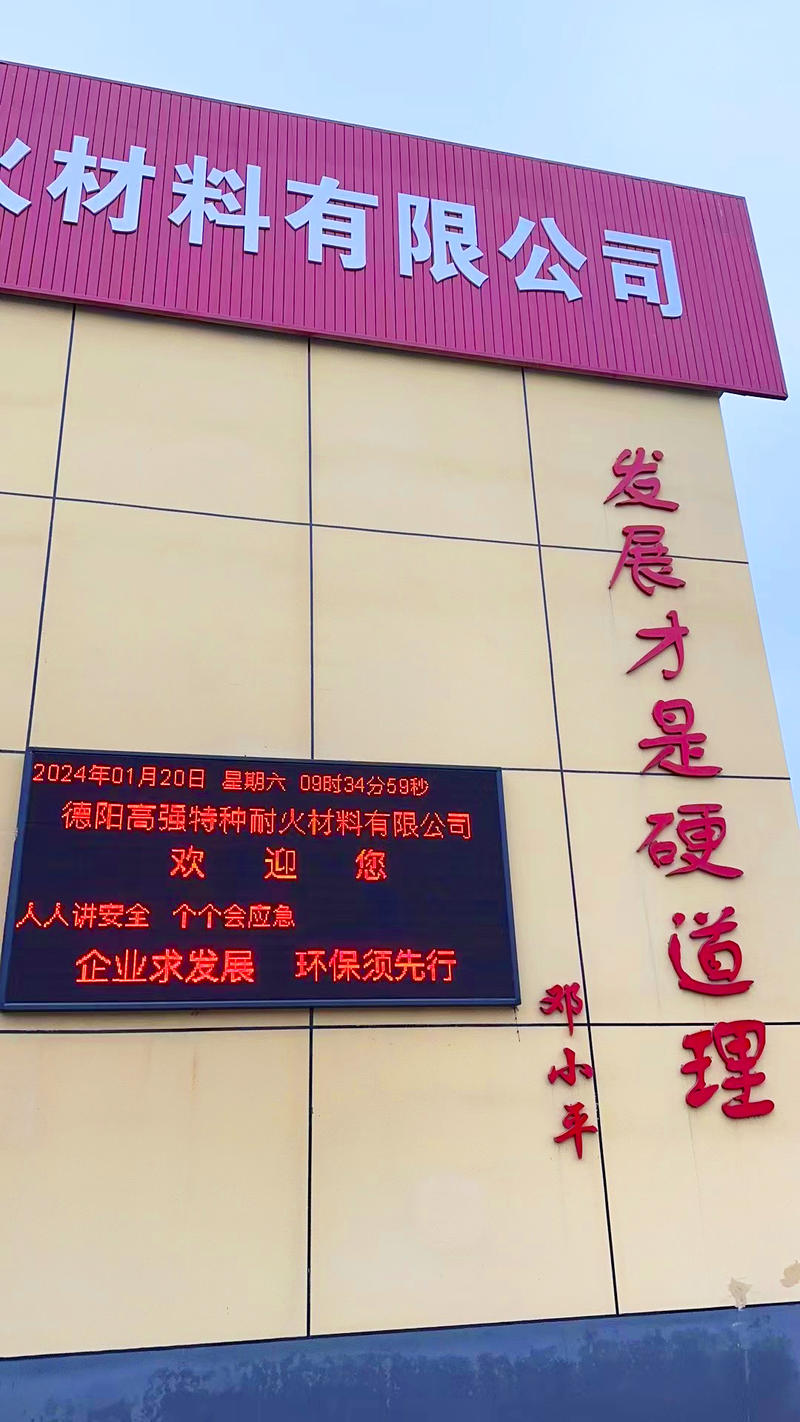 火材料有限公司
发展才是硬道理
邓小平
2024年01月20日 星期六 09时34分59秒
德阳高强特种耐火材料有限公司
欢 迎 您
人人讲安全 个个会应急
企业求发展 环保须先行